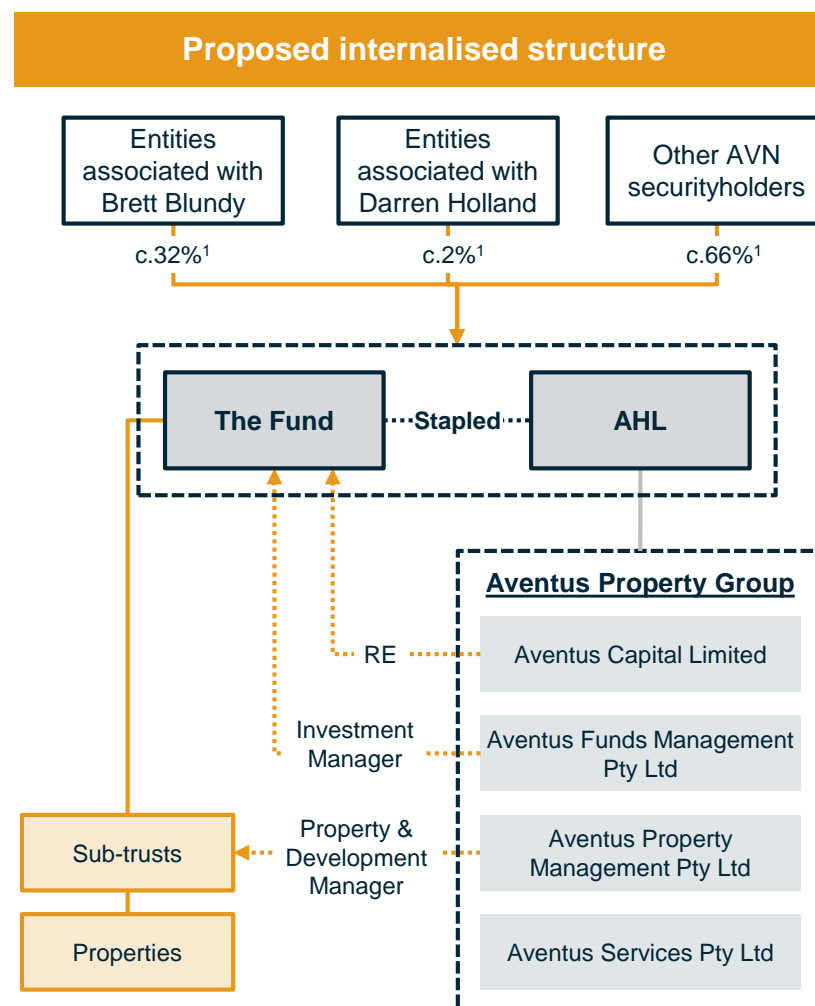 Proposed internalised structure
Entities
associated with
Brett Blundy
Entities
associated with
Darren Holland
Other AVN
securityholders
c.32%¹
c.2%¹
c.66%¹
The Fund
Stapled
AHL
Aventus Property Group
RE
Aventus Capital Limited
Investment
Manager
Aventus Funds Management
Pty Ltd
Sub-trusts
Property &
Development
Manager
Aventus Property
Management Pty Ltd
Properties
Aventus Services Pty Ltd